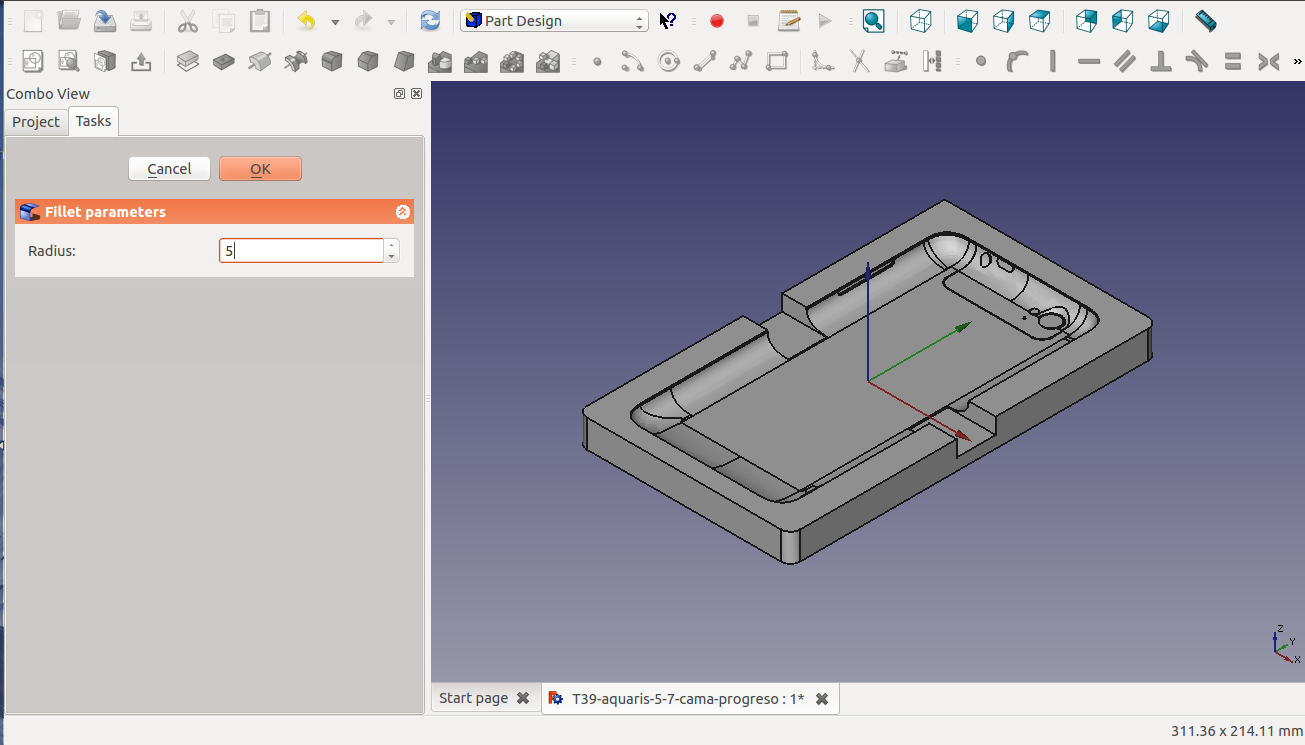 Part Design
»
Combo View
Project
Tasks
Cancel
OK
Fillet parameters
Radius:
5
Z
Y
X
Start page
T39-aquaris-5-7-cama-progreso : 1*
311.36 x 214.11 mm